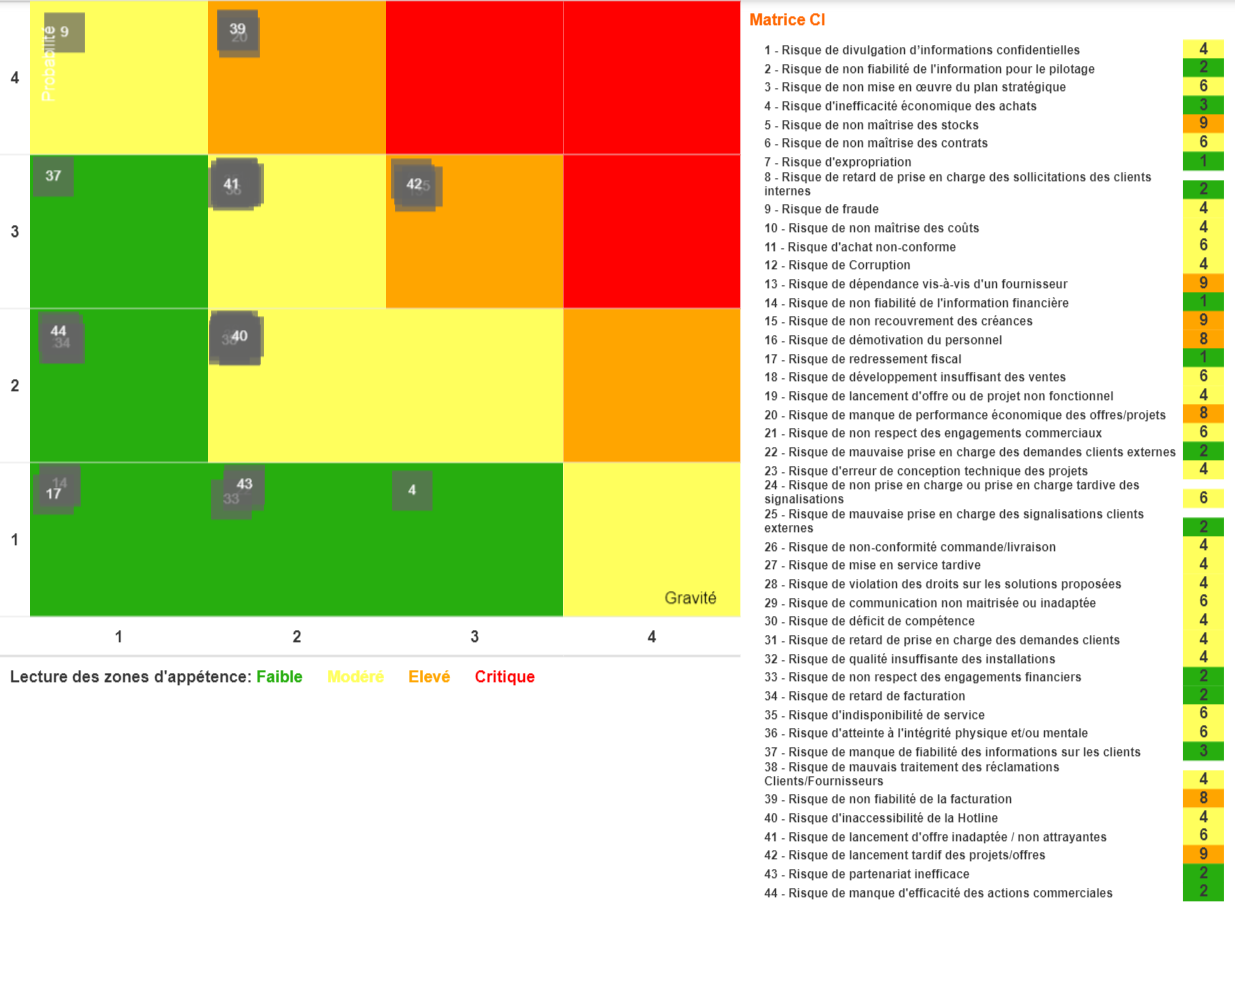 Probabilité
4
9
39
20
3
37
41
42
2
44
34
40
1
14
17
43
33
4
Gravité
1
2
3
4
Lecture des zones d'appétence: Faible Modéré Elevé Critique
Matrice CI
1 - Risque de divulgation d'informations confidentielles 4
2 - Risque de non fiabilité de l'information pour le pilotage 2
3 - Risque de non mise en œuvre du plan stratégique 6
4 - Risque d'inefficacité économique des achats 3
5 - Risque de non maîtrise des stocks 9
6 - Risque de non maîtrise des contrats 6
7 - Risque d'expropriation 1
8 - Risque de retard de prise en charge des sollicitations des clients
internes 2
9 - Risque de fraude 4
10 - Risque de non maîtrise des coûts 4
11 - Risque d'achat non-conforme 6
12 - Risque de Corruption 4
13 - Risque de dépendance vis-à-vis d'un fournisseur 9
14 - Risque de non fiabilité de l'information financière 1
15 - Risque de non recouvrement des créances 9
16 - Risque de démotivation du personnel 8
17 - Risque de redressement fiscal 1
18 - Risque de développement insuffisant des ventes 6
19 - Risque de lancement d'offre ou de projet non fonctionnel 4
20 - Risque de manque de performance économique des offres/projets 8
21 - Risque de non respect des engagements commerciaux 6
22 - Risque de mauvaise prise en charge des demandes clients externes 2
23 - Risque d'erreur de conception technique des projets 4
24 - Risque de non prise en charge ou prise en charge tardive des
signalisations 6
25 - Risque de mauvaise prise en charge des signalisations clients
externes 2
26 - Risque de non-conformité commande/livraison 4
27 - Risque de mise en service tardive 4
28 - Risque de violation des droits sur les solutions proposées 4
29 - Risque de communication non maitrisée ou inadaptée 6
30 - Risque de déficit de compétence 4
31 - Risque de retard de prise en charge des demandes clients 4
32 - Risque de qualité insuffisante des installations 4
33 - Risque de non respect des engagements financiers 2
34 - Risque de retard de facturation 2
35 - Risque d'indisponibilité de service 6
36 - Risque d'atteinte à l'intégrité physique et/ou mentale 6
37 - Risque de manque de fiabilité des informations sur les clients 3
38 - Risque de mauvais traitement des réclamations
Clients/Fournisseurs 4
39 - Risque de non fiabilité de la facturation 8
40 - Risque d'inaccessibilité de la Hotline 4
41 - Risque de lancement d'offre inadaptée / non attrayantes 6
42 - Risque de lancement tardif des projets/offres 9
43 - Risque de partenariat inefficace 2
44 - Risque de manque d'efficacité des actions commerciales 2